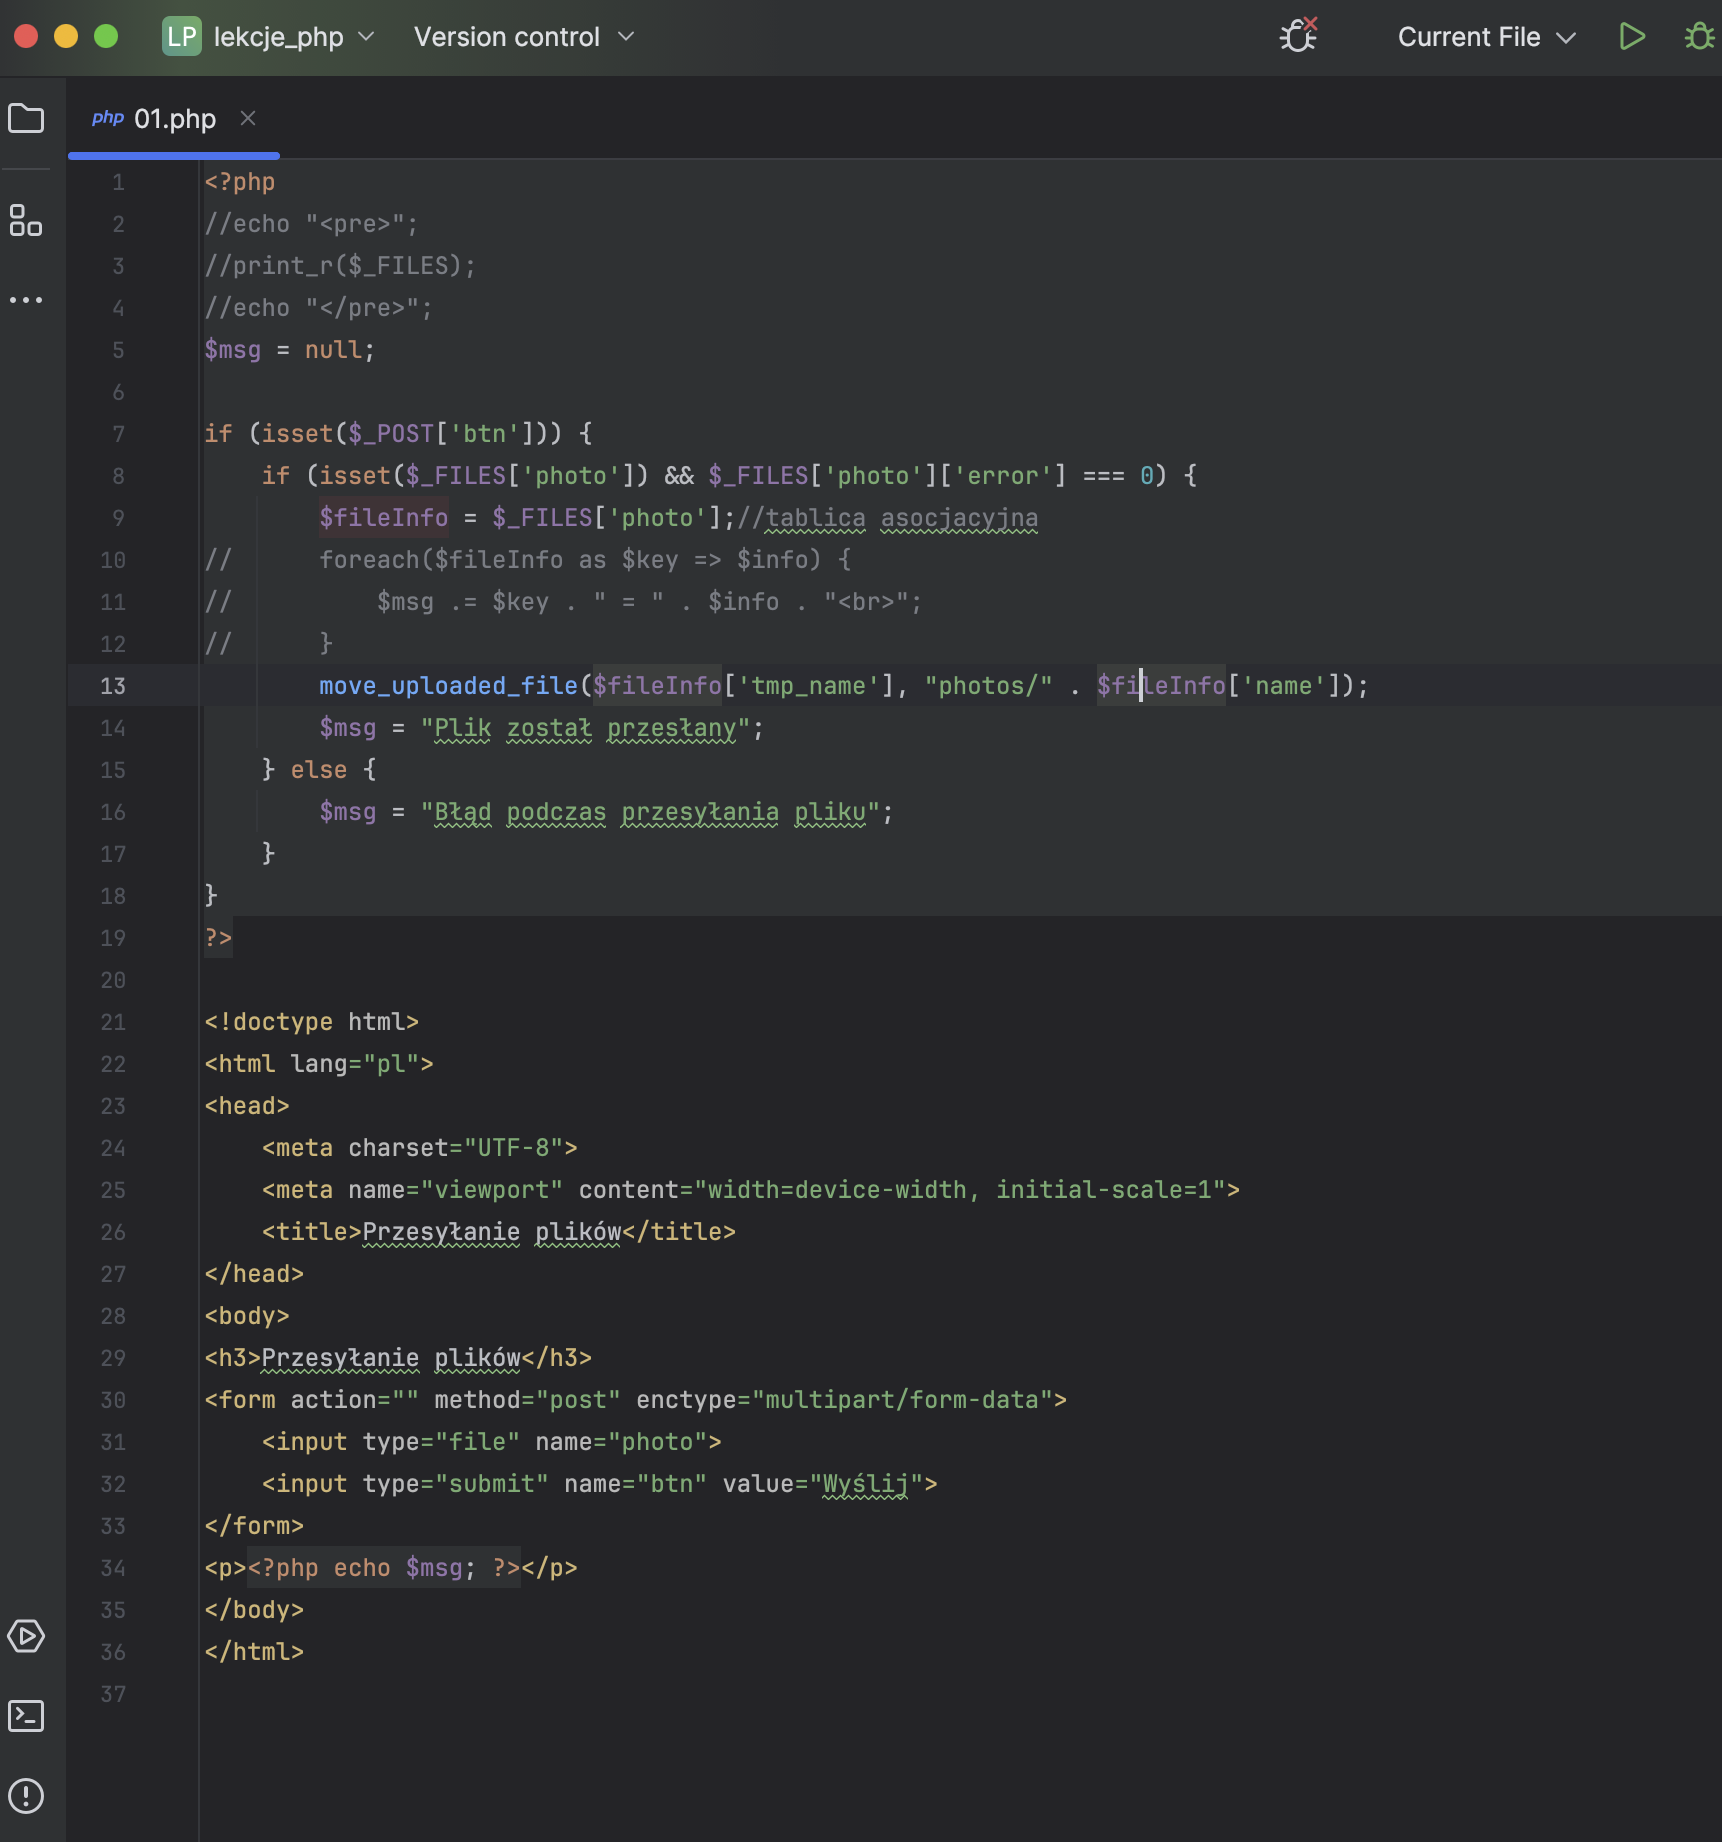 LP lekcje_php Version control Current File
php 01.php
1 <?php
2 //echo "<pre>";
3 //print_r($_FILES);
4 //echo "</pre>";
5 $msg = null;
6
7 if (isset($_POST['btn'])) {
8     if (isset($_FILES['photo']) && $_FILES['photo']['error'] === 0) {
9         $fileInfo = $_FILES['photo'];//tablica asocjacyjna
10 //      foreach($fileInfo as $key => $info) {
11 //          $msg .= $key . " = " . $info . "<br>";
12 //      }
13         move_uploaded_file($fileInfo['tmp_name'], "photos/" . $fileInfo['name']);
14         $msg = "Plik został przesłany";
15     } else {
16         $msg = "Błąd podczas przesyłania pliku";
17     }
18 }
19 ?>
20
21 <!doctype html>
22 <html lang="pl">
23 <head>
24     <meta charset="UTF-8">
25     <meta name="viewport" content="width=device-width, initial-scale=1">
26     <title>Przesyłanie plików</title>
27 </head>
28 <body>
29 <h3>Przesyłanie plików</h3>
30 <form action="" method="post" enctype="multipart/form-data">
31     <input type="file" name="photo">
32     <input type="submit" name="btn" value="Wyślij">
33 </form>
34 <p><?php echo $msg; ?></p>
35 </body>
36 </html>
37